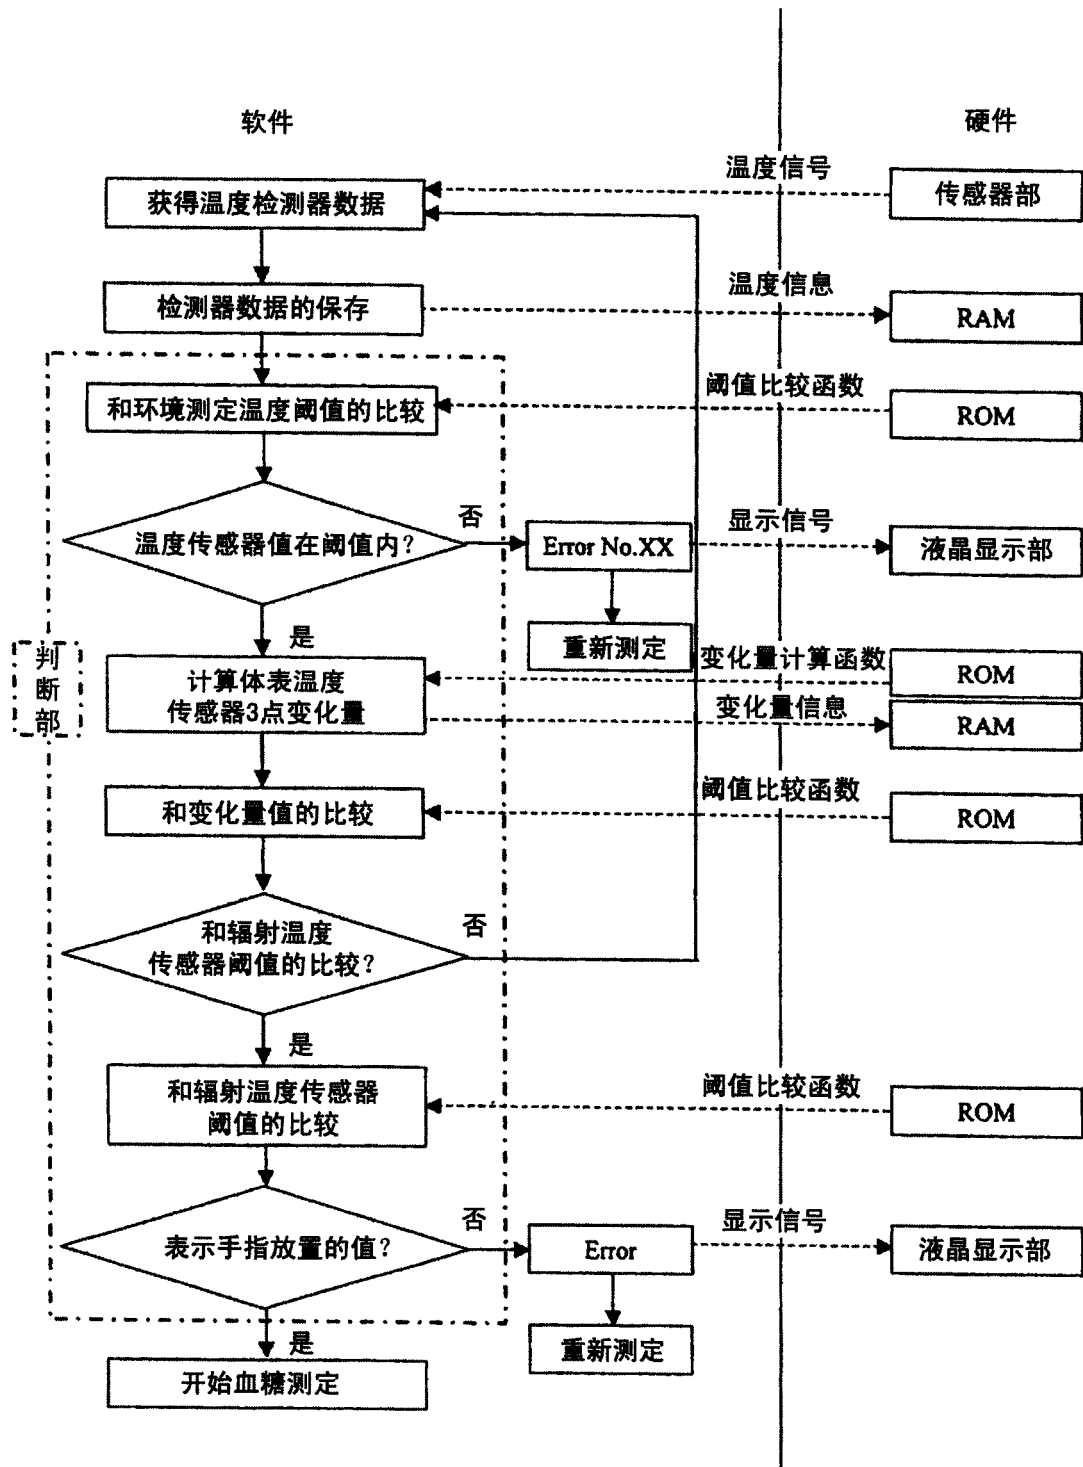 软件
硬件
温度信号
获得温度检测器数据
传感器部
温度信息
检测器数据的保存
RAM
阈值比较函数
和环境测定温度阈值的比较
ROM
否
显示信号
温度传感器值在阈值内？
Error No.XX
液晶显示部
是
重新测定
判
断
部
变化量计算函数
计算体表温度
传感器3点变化量
ROM
变化量信息
RAM
阈值比较函数
和变化量值的比较
ROM
否
和辐射温度
传感器阈值的比较？
是
阈值比较函数
和辐射温度传感器
阈值的比较
ROM
否
显示信号
表示手指放置的值？
Error
液晶显示部
是
重新测定
开始血糖测定